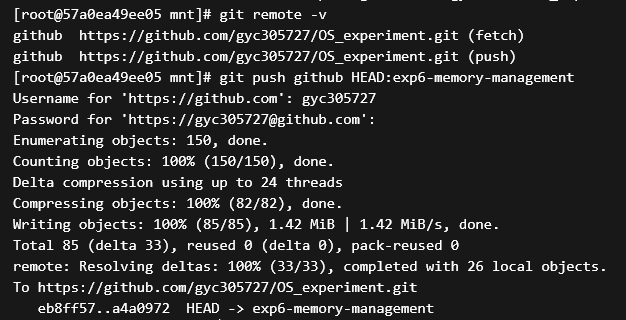 [root@57a0ea49ee05 mnt]# git remote -v
github  https://github.com/gyc305727/OS_experiment.git (fetch)
github  https://github.com/gyc305727/OS_experiment.git (push)
[root@57a0ea49ee05 mnt]# git push github HEAD:exp6-memory-management
Username for 'https://github.com': gyc305727
Password for 'https://gyc305727@github.com':
Enumerating objects: 150, done.
Counting objects: 100% (150/150), done.
Delta compression using up to 24 threads
Compressing objects: 100% (82/82), done.
Writing objects: 100% (85/85), 1.42 MiB | 1.42 MiB/s, done.
Total 85 (delta 33), reused 0 (delta 0), pack-reused 0
remote: Resolving deltas: 100% (33/33), completed with 26 local objects.
To https://github.com/gyc305727/OS_experiment.git
   eb8ff57..a4a0972  HEAD -> exp6-memory-management